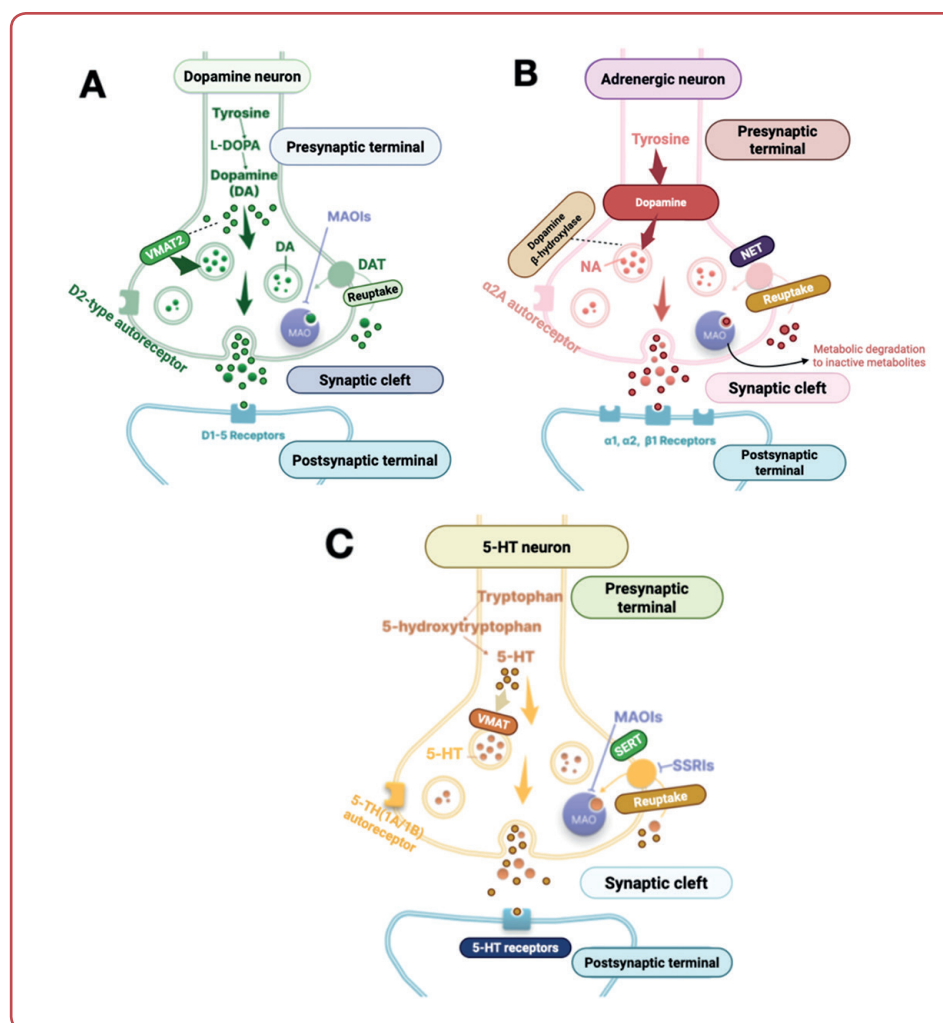 A
Dopamine neuron
Tyrosine
L-DOPA
Dopamine
(DA)
Presynaptic terminal
MAOIs
VMAT2
DA
DAT
Reuptake
D2-type autoreceptor
MAO
Synaptic cleft
D1-5 Receptors
Postsynaptic terminal
B
Adrenergic neuron
Presynaptic
terminal
Tyrosine
Dopamine
Dopamine
β-hydroxylase
NA
NET
Reuptake
α2A
autoreceptor
MAO
Metabolic degradation
to inactive metabolites
Synaptic cleft
α1, α2, β1 Receptors
Postsynaptic
terminal
C
5-HT neuron
Presynaptic
terminal
Tryptophan
5-hydroxytryptophan
5-HT
VMAT
MAOIs
SERT
5-HT
SSRIs
Reuptake
MAO
5-TH(1A/1B)
autoreceptor
Synaptic cleft
5-HT receptors
Postsynaptic terminal